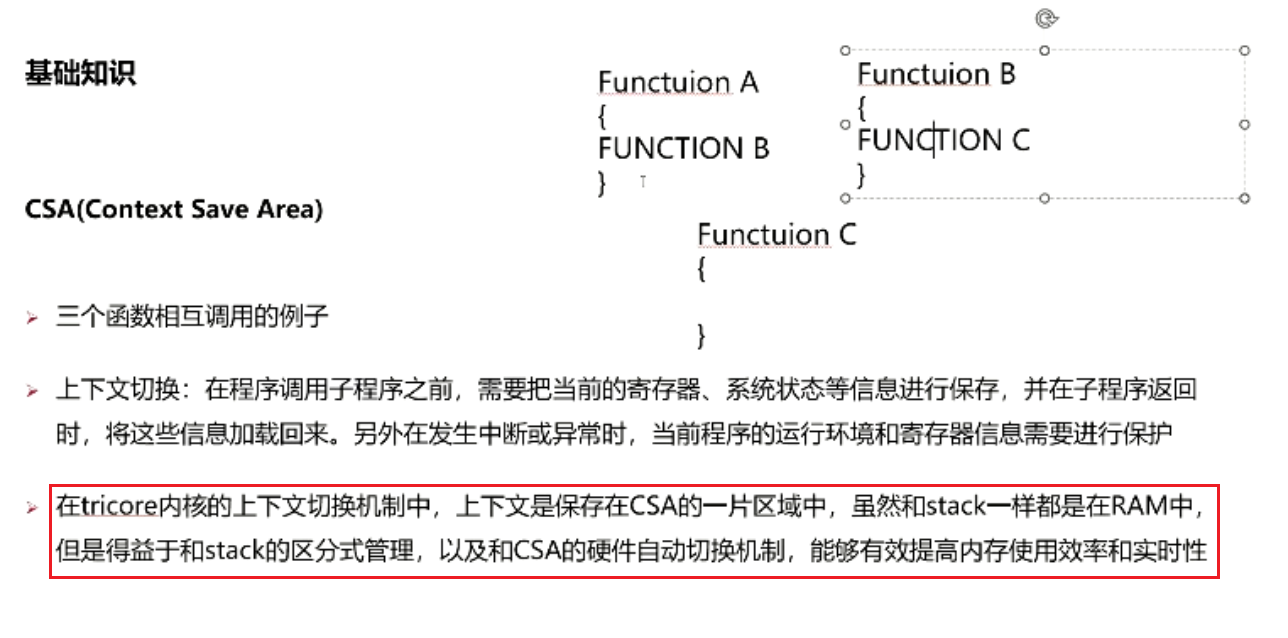 基础知识
Functuion A
{
FUNCTION B
}
Functuion B
{
FUNCTION C
}
CSA(Context Save Area)
Functuion C
{
}
三个函数相互调用的例子
上下文切换：在程序调用子程序之前，需要把当前的寄存器、系统状态等信息进行保存，并在子程序返回
时，将这些信息加载回来。另外在发生中断或异常时，当前程序的运行环境和寄存器信息需要进行保护
在tricore内核的上下文切换机制中，上下文是保存在CSA的一片区域中，虽然和stack一样都是在RAM中，
但是得益于和stack的区分式管理，以及和CSA的硬件自动切换机制，能够有效提高内存使用效率和实时性